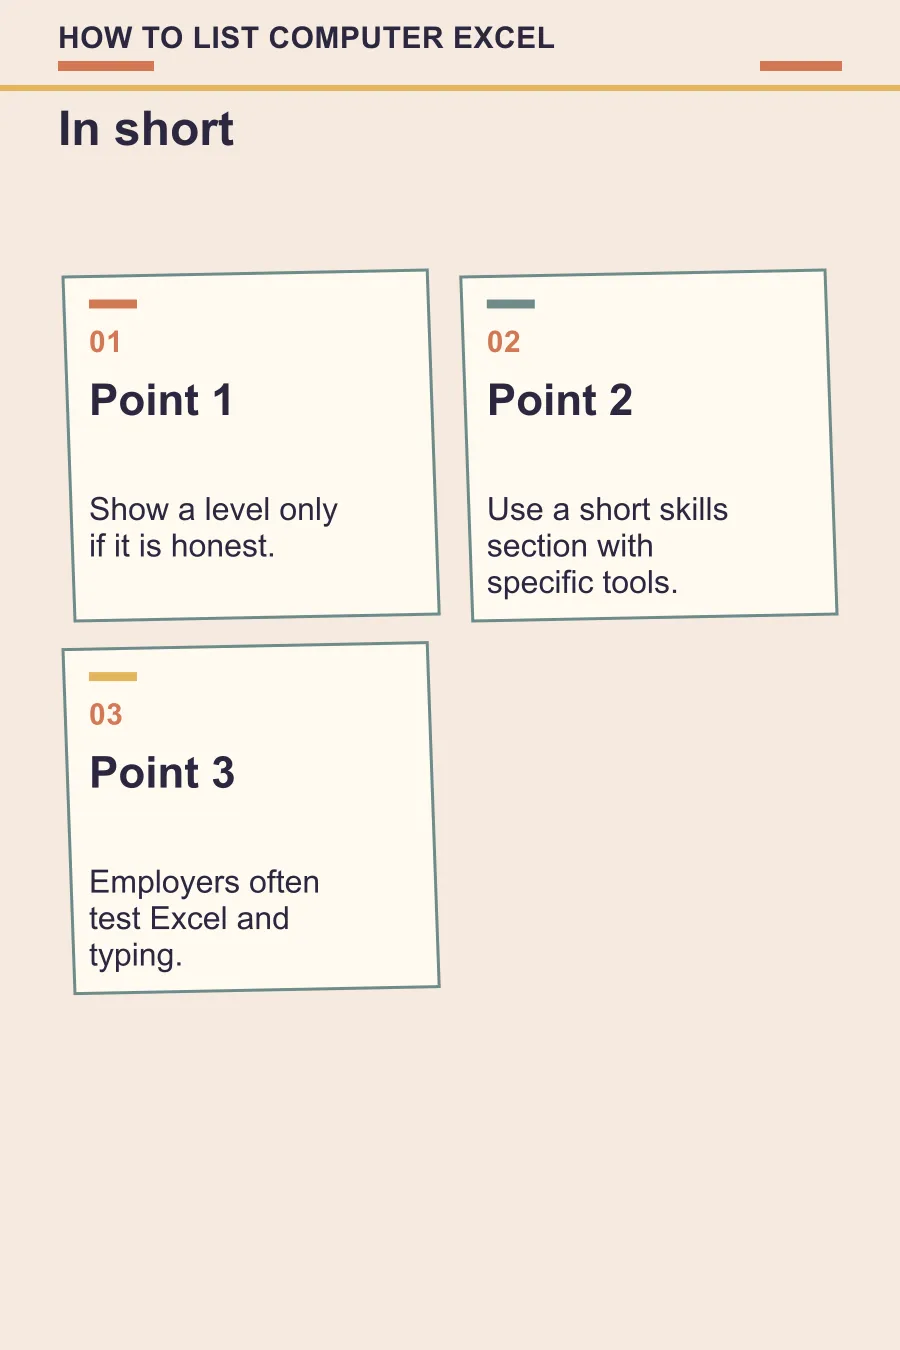 HOW TO LIST COMPUTER EXCEL
In short
01
Point 1
Show a level only
if it is honest.
02
Point 2
Use a short skills
section with
specific tools.
03
Point 3
Employers often
test Excel and
typing.